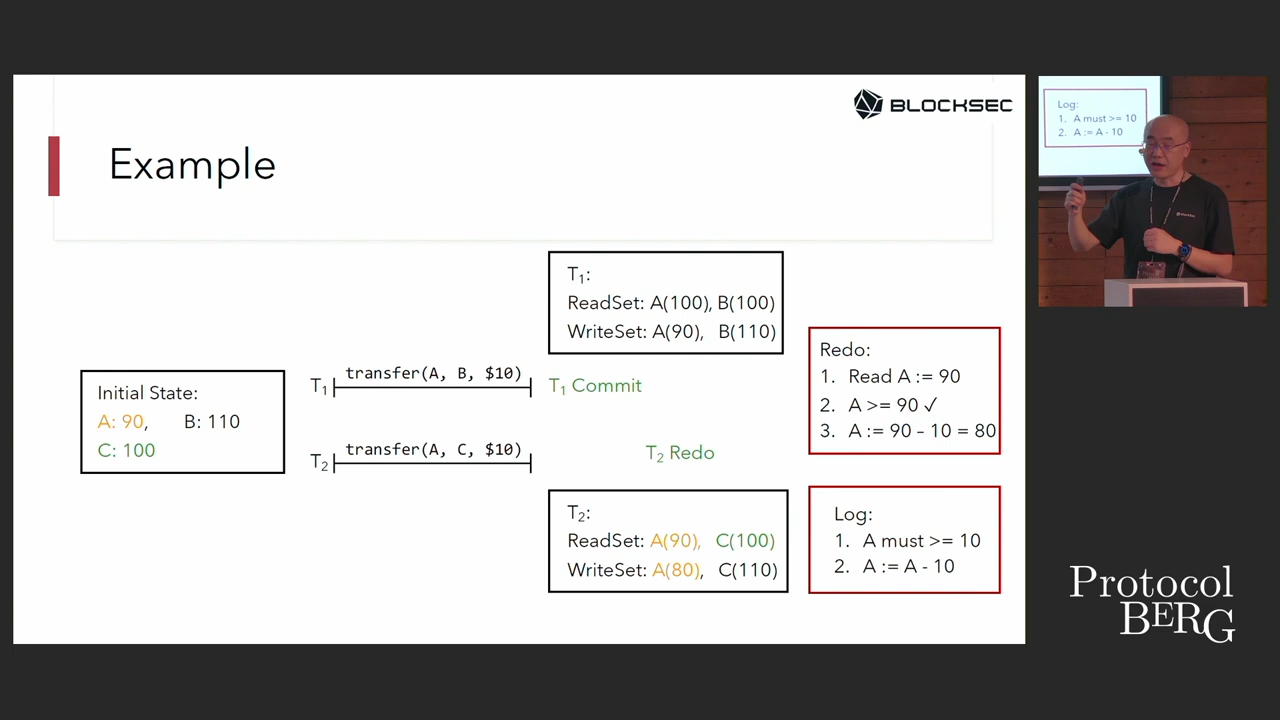 BLOCKSEC
Example
T₁:
ReadSet: A(100), B(100)
WriteSet: A(90), B(110)
Initial State:
A: 90, B: 110
C: 100
T₁ transfer(A, B, $10) T₁ Commit
T₂ transfer(A, C, $10) T₂ Redo
T₂:
ReadSet: A(90), C(100)
WriteSet: A(80), C(110)
Redo:
1. Read A := 90
2. A >= 90 ✓
3. A := 90 – 10 = 80
Log:
1. A must >= 10
2. A := A - 10
Log:
1. A must >= 10
2. A := A - 10
Protocol
BERG